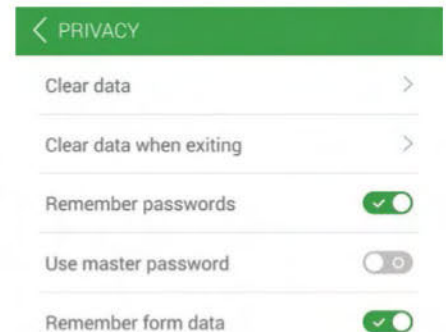 PRIVACY
Clear data
Clear data when exiting
Remember passwords
Use master password
Remember form data